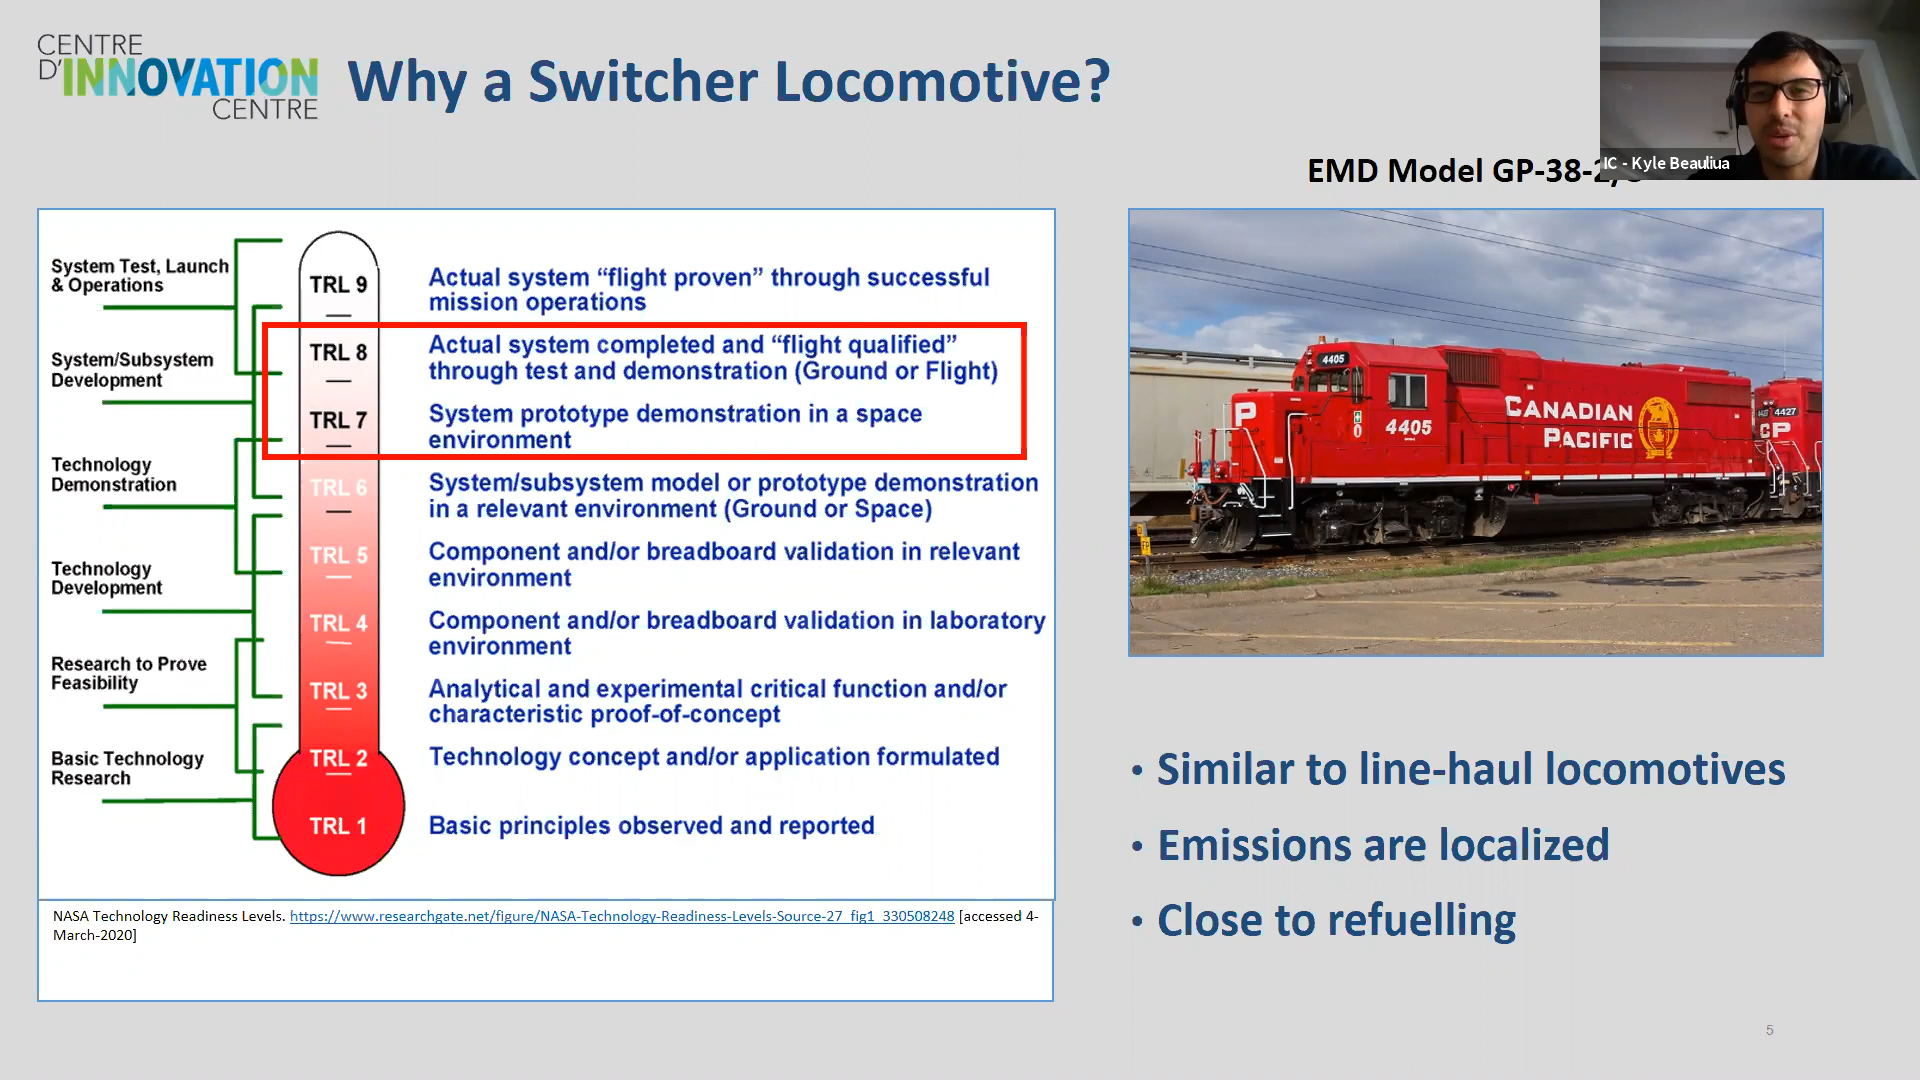 CENTRE
D'INNOVATION
CENTRE
Why a Switcher Locomotive?
IC - Kyle Beauliua
EMD Model GP-38-2/
System Test, Launch
& Operations
System/Subsystem
Development
Technology
Demonstration
Technology
Development
Research to Prove
Feasibility
Basic Technology
Research
TRL 9
TRL 8
TRL 7
TRL 6
TRL 5
TRL 4
TRL 3
TRL 2
TRL 1
Actual system “flight proven” through successful
mission operations
Actual system completed and “flight qualified”
through test and demonstration (Ground or Flight)
System prototype demonstration in a space
environment
System/subsystem model or prototype demonstration
in a relevant environment (Ground or Space)
Component and/or breadboard validation in relevant
environment
Component and/or breadboard validation in laboratory
environment
Analytical and experimental critical function and/or
characteristic proof-of-concept
Technology concept and/or application formulated
Basic principles observed and reported
NASA Technology Readiness Levels. https://www.researchgate.net/figure/NASA-Technology-Readiness-Levels-Source-27_fig1_330508248 [accessed 4-
March-2020]
4405
P
4405
CANADIAN
PACIFIC
4427
CP
• Similar to line-haul locomotives
• Emissions are localized
• Close to refuelling
5